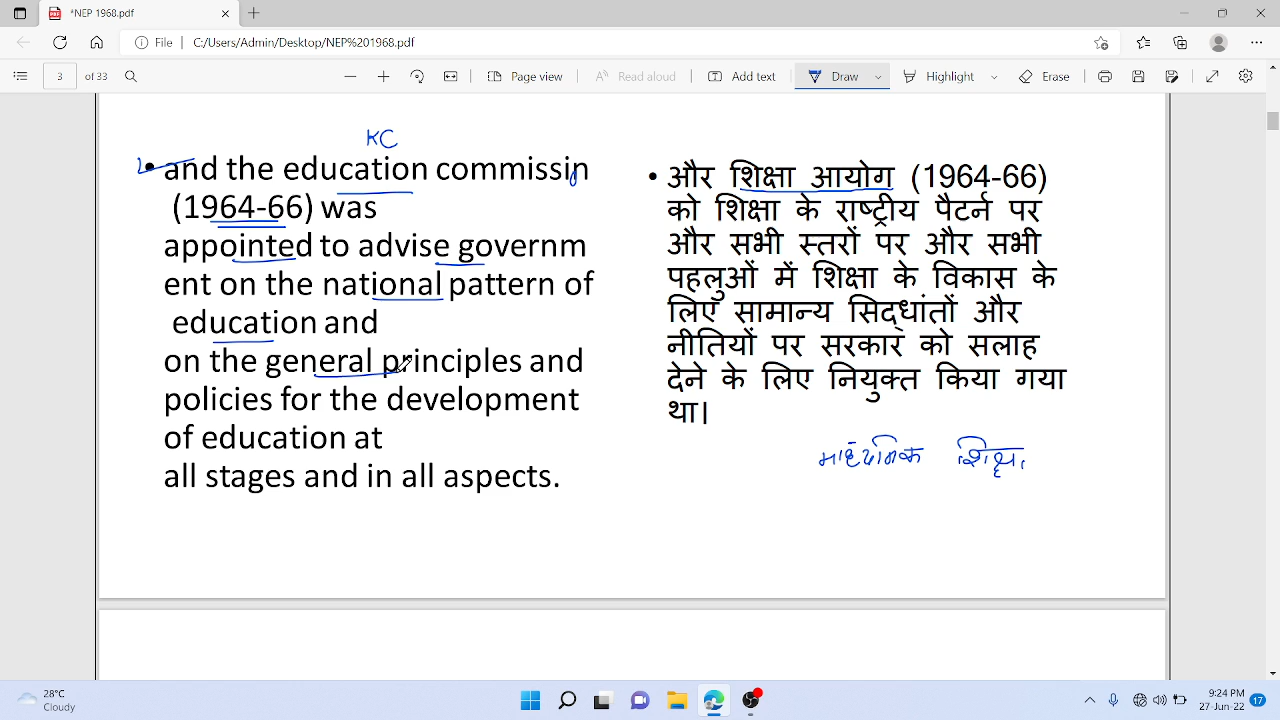 *NEP 1968.pdf
File C:/Users/Admin/Desktop/NEP%201968.pdf
3 of 33 Page view Read aloud Add text Draw Highlight Erase
KC
• and the education commissin
(1964-66) was
appointed to advise governm
ent on the national pattern of
education and
on the general principles and
policies for the development
of education at
all stages and in all aspects.
• और शिक्षा आयोग (1964-66)
को शिक्षा के राष्ट्रीय पैटर्न पर
और सभी स्तरों पर और सभी
पहलुओं में शिक्षा के विकास के
लिए सामान्य सिद्धांतों और
नीतियों पर सरकार को सलाह
देने के लिए नियुक्त किया गया
था।
माध्यमिक शिक्षा
28°C
Cloudy
9:24 PM
27-Jun-22
17